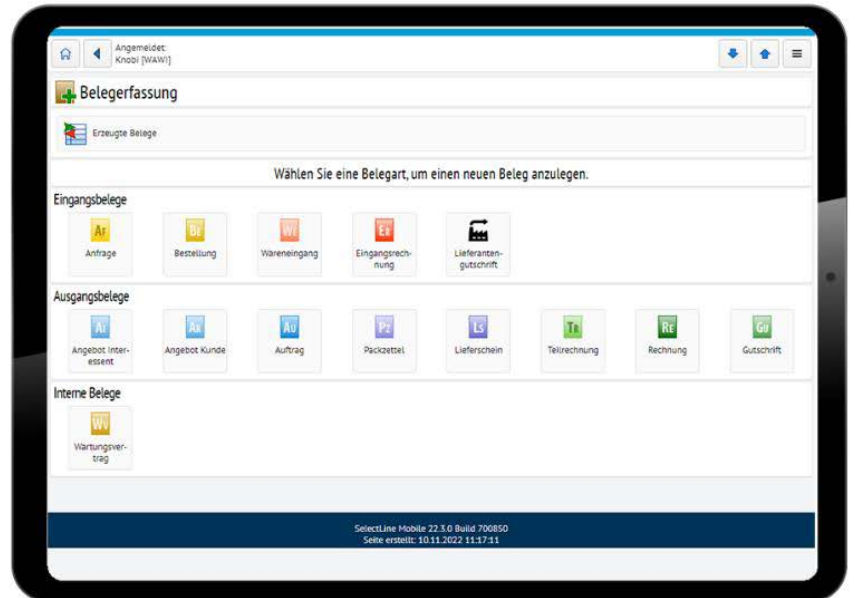 Angemeldet:
Knobi [WAWI]
Belegerfassung
Erzeugte Belege
Wählen Sie eine Belegart, um einen neuen Beleg anzulegen.
Eingangsbelege
AF
BE
WE
ER
Anfrage
Bestellung
Wareneingang
Eingangsrech-
nung
Lieferanten-
gutschrift
Ausgangsbelege
AI
AK
AU
PZ
LS
TR
RE
GU
Angebot Inter-
essent
Angebot Kunde
Auftrag
Packzettel
Lieferschein
Teilrechnung
Rechnung
Gutschrift
Interne Belege
WV
Wartungsver-
trag
SelectLine Mobile 22.3.0 Build 700850
Seite erstellt: 10.11.2022 11:17:11